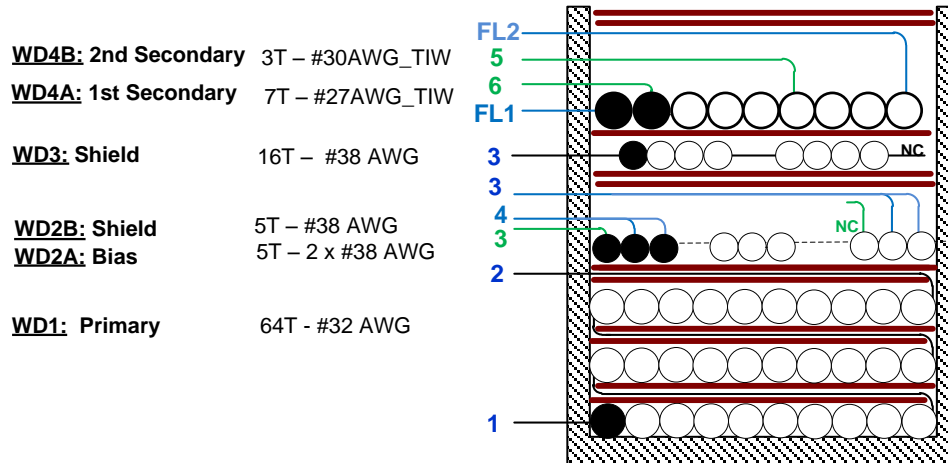 WD4B: 2nd Secondary 3T – #30AWG_TIW
WD4A: 1st Secondary 7T – #27AWG_TIW
WD3: Shield 16T – #38 AWG
WD2B: Shield 5T – #38 AWG
WD2A: Bias 5T – 2 x #38 AWG
WD1: Primary 64T - #32 AWG
FL2
5
6
FL1
3
NC
3
4
NC
3
2
1